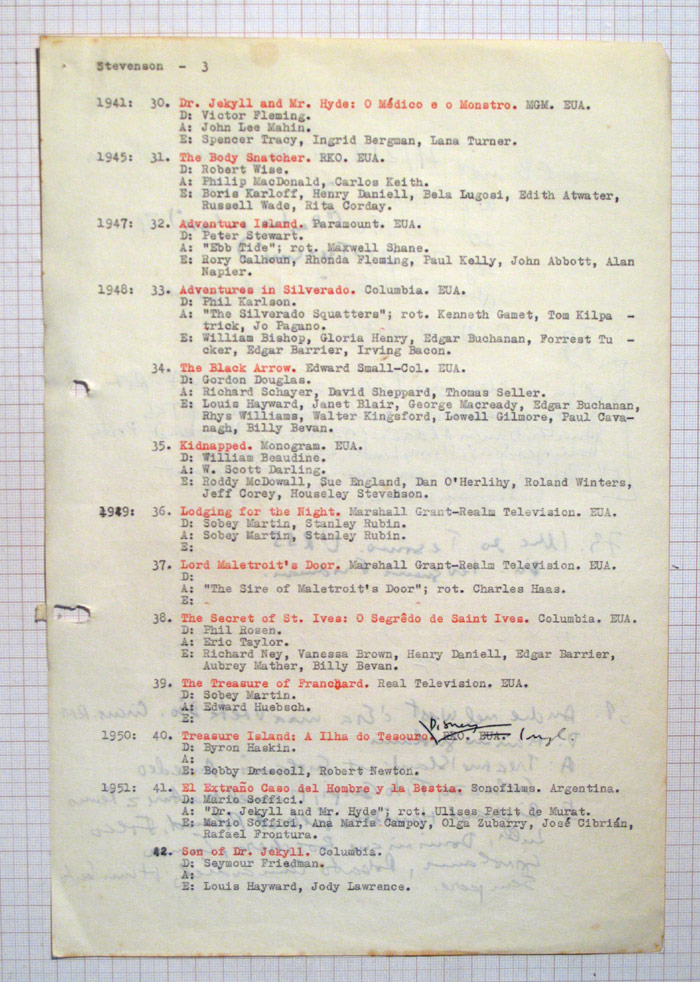 Stevenson - 3
1941: 30. Dr. Jekyll and Mr. Hyde: O Médico e o Monstro. MGM. EUA.
D: Victor Fleming.
A: John Lee Mahin.
E: Spencer Tracy, Ingrid Bergman, Lana Turner.
1945: 31. The Body Snatcher. RKO. EUA.
D: Robert Wise.
A: Philip MacDonald, Carlos Keith.
E: Boris Karloff, Henry Daniell, Bela Lugosi, Edith Atwater,
Russell Wade, Rita Corday.
1947: 32. Adventure Island. Paramount. EUA.
D: Peter Stewart.
A: "Ebb Tide"; rot. Maxwell Shane.
E: Rory Calhoun, Rhonda Fleming, Paul Kelly, John Abbott, Alan
Napier.
1948: 33. Adventures in Silverado. Columbia. EUA.
D: Phil Karlson.
A: "The Silverado Squatters"; rot. Kenneth Gamet, Tom Kilpa -
trick, Jo Pagano.
E: William Bishop, Gloria Henry, Edgar Buchanan, Forrest Tu -
cker, Edgar Barrier, Irving Bacon.
34. The Black Arrow. Edward Small-Col. EUA.
D: Gordon Douglas.
A: Richard Schayer, David Sheppard, Thomas Seller.
E: Louis Hayward, Janet Blair, George Macready, Edgar Buchanan,
Rhys Williams, Walter Kingsford, Lowell Gilmore, Paul Cava-
nagh, Billy Bevan.
35. Kidnapped. Monogram. EUA.
D: William Beaudine.
A: W. Scott Darling.
E: Roddy McDowall, Sue England, Dan O'Herlihy, Roland Winters,
Jeff Corey, Houseley Stevenson.
1949: 36. Lodging for the Night. Marshall Grant-Realm Television. EUA.
D: Sobey Martin, Stanley Rubin.
A: Sobey Martin, Stanley Rubin.
E:
37. Lord Maletroit's Door. Marshall Grant-Realm Television. EUA.
D:
A: "The Sire of Maletroit's Door"; rot. Charles Haas.
E:
38. The Secret of St. Ives: O Segrêdo de Saint Ives. Columbia. EUA.
D: Phil Rosen.
A: Eric Taylor.
E: Richard Ney, Vanessa Brown, Henry Daniell, Edgar Barrier,
Aubrey Mather, Billy Bevan.
39. The Treasure of Franchard. Real Television. EUA.
D: Sobey Martin.
A: Edward Huebsch.
E:
Disney
1950: 40. Treasure Island: A Ilha do Tesouro. RKO. EUA. Ingl.
D: Byron Haskin.
A:
E: Bobby Driscoll, Robert Newton.
1951: 41. El Extraño Caso del Hombre y la Bestia. Sonofilms. Argentina.
D: Mario Soffici.
A: "Dr. Jekyll and Mr. Hyde"; rot. Ulises Petit de Murat.
E: Mario Soffici, Ana María Campoy, Olga Zubarry, José Cibrián,
Rafael Frontura.
42. Son of Dr. Jekyll. Columbia.
D: Seymour Friedman.
A:
E: Louis Hayward, Jody Lawrence.